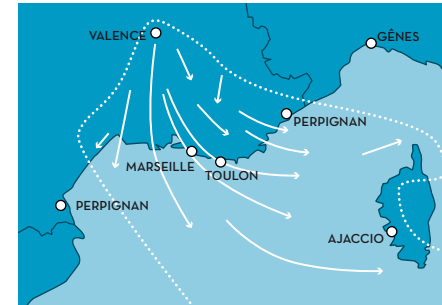 VALENCE
GÊNES
PERPIGNAN
MARSEILLE
TOULON
PERPIGNAN
AJACCIO